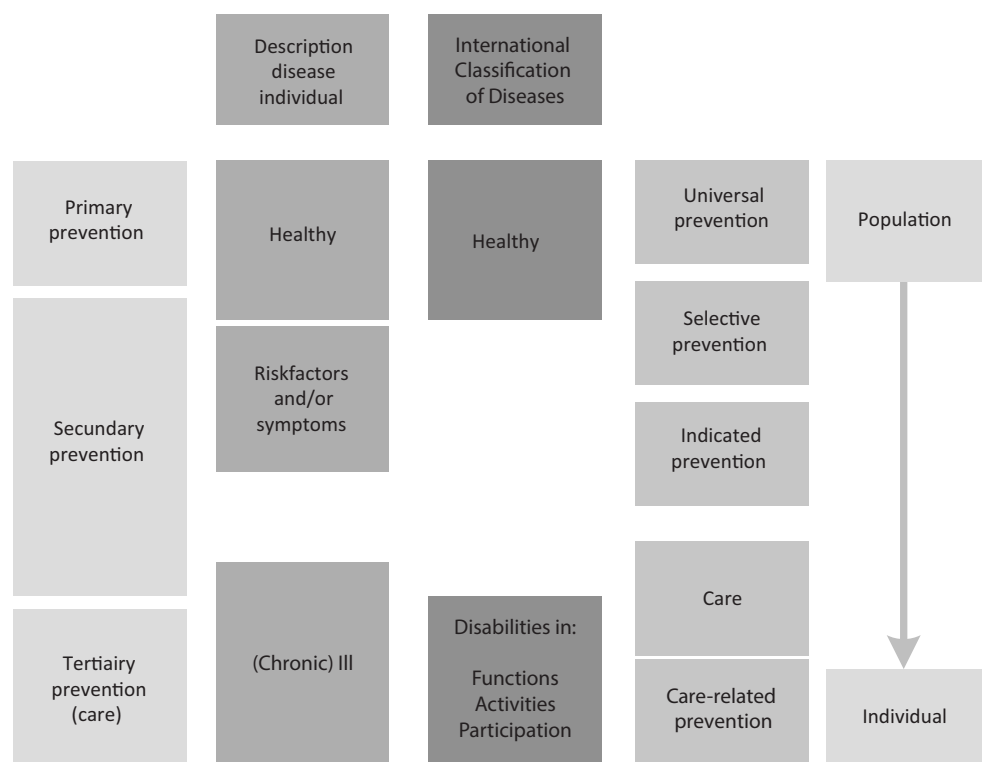 Description
disease
individual
International
Classification
of Diseases
Primary
prevention
Healthy
Healthy
Universal
prevention
Population
Selective
prevention
Riskfactors
and/or
symptoms
Secundary
prevention
Indicated
prevention
Care
Disabilities in:
Functions
Activities
Participation
Tertiairy
prevention
(care)
(Chronic) Ill
Care-related
prevention
Individual